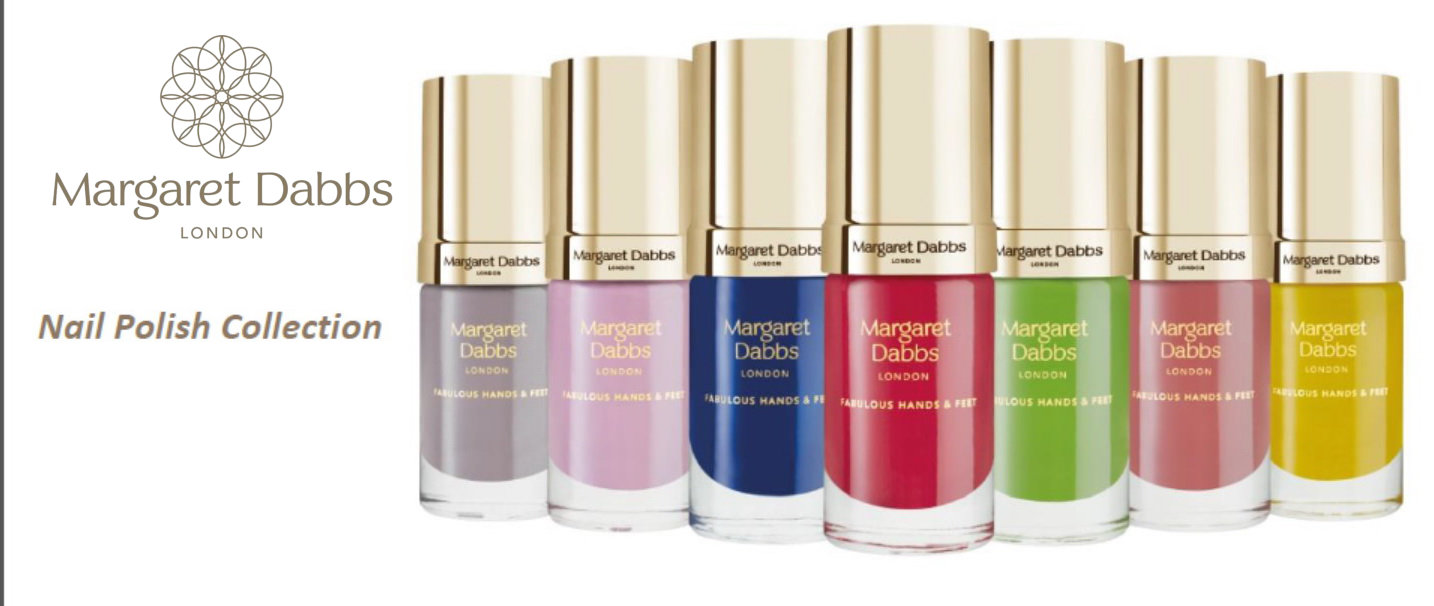 Margaret Dabbs
LONDON
Nail Polish Collection
Margaret Dabbs
LONDON
Margaret
Dabbs
LONDON
FABULOUS HANDS & FEET
Margaret Dabbs
LONDON
Margaret
Dabbs
LONDON
FABULOUS HANDS & FEET
Margaret Dabbs
LONDON
Margaret
Dabbs
LONDON
FABULOUS HANDS & FE
Margaret Dabbs
LONDON
Margaret
Dabbs
LONDON
FABULOUS HANDS & FEET
Margaret Dabbs
LONDON
Margaret
Dabbs
LONDON
ULOUS HANDS & FEET
Margaret Dabbs
LONDON
Margaret
Dabbs
LONDON
FABULOUS HANDS & FEET
Margaret Dabbs
LONDON
Margaret
Dabbs
LONDON
FABULOUS HANDS & FEET